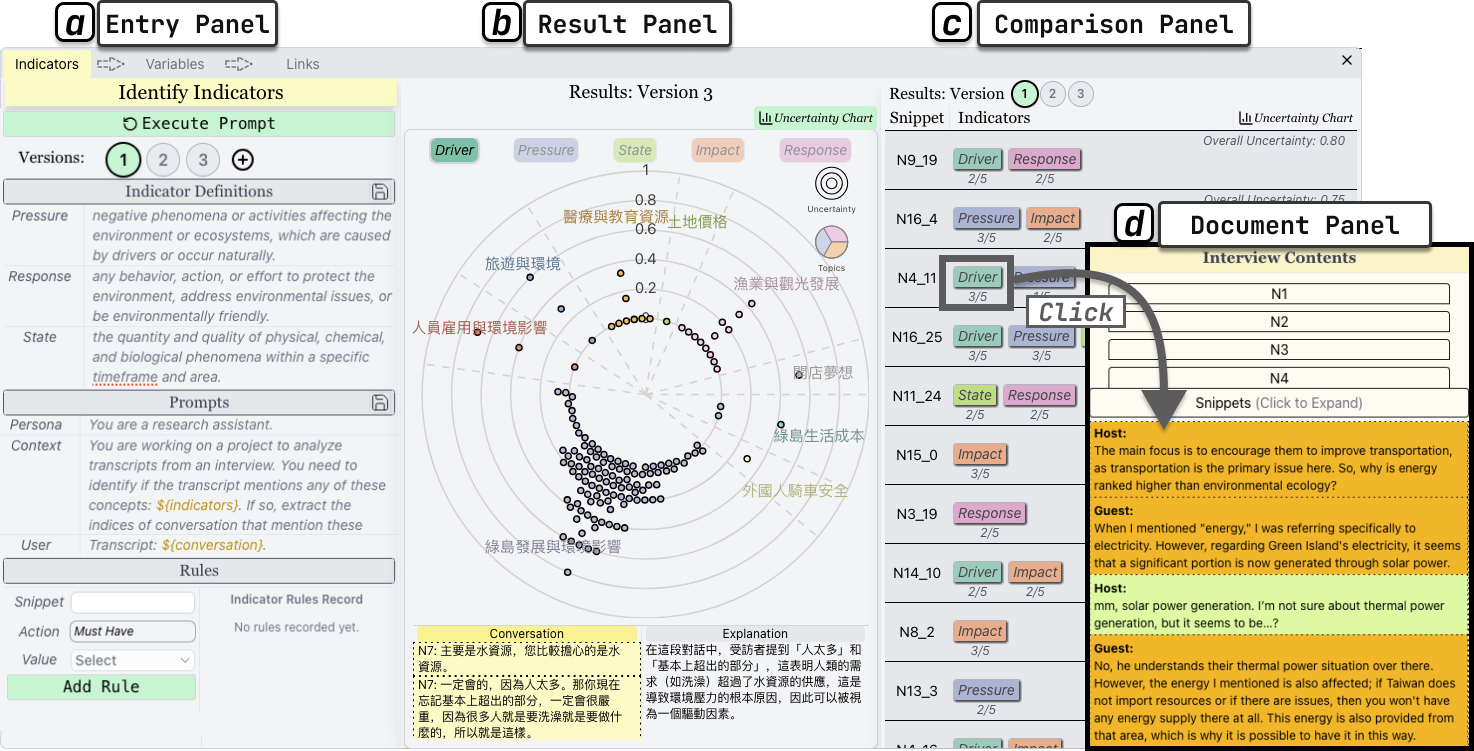 a Entry Panel
b Result Panel
c Comparison Panel
Indicators
Variables
Links
Identify Indicators
Execute Prompt
Versions:
1
2
3
Indicator Definitions
Pressure
negative phenomena or activities affecting the
environment or ecosystems, which are caused
by drivers or occur naturally.
Response
any behavior, action, or effort to protect the
environment, address environmental issues, or
be environmentally friendly.
State
the quantity and quality of physical, chemical,
and biological phenomena within a specific
timeframe and area.
Prompts
Persona
You are a research assistant.
Context
You are working on a project to analyze
transcripts from an interview. You need to
identify if the transcript mentions any of these
concepts: ${indicators}. If so, extract the
indices of conversation that mention these
User
Transcript: ${conversation}.
Rules
Snippet
Action
Must Have
Value
Select
Add Rule
Indicator Rules Record
No rules recorded yet.
Results: Version 3
Uncertainty Chart
Driver
Pressure
State
Impact
Response
1
0.8
0.6
0.4
0.2
Uncertainty
Topics
醫療與教育資源
土地價格
旅遊與環境
漁業與觀光發展
人員雇用與環境影響
開店夢想
綠島生活成本
外國人騎車安全
綠島發展與環境影響
Conversation
N7: 主要是水資源，您比較擔心的是水
資源。
N7: 一定會的，因為人太多。那你現在
忘記基本上超出的部分，一定會很嚴
重，因為很多人就是要洗澡就是要做什
麼的，所以就是這樣。
Explanation
在這段對話中，受訪者提到「人太多」和
「基本上超出的部分」，這表明人類的需
求（如洗澡）超過了水資源的供應，這是
導致環境壓力的根本原因，因此可以被視
為一個驅動因素。
Results: Version
1
2
3
Snippet
Indicators
Uncertainty Chart
Overall Uncertainty: 0.80
N9_19
Driver
2/5
Response
2/5
Overall Uncertainty: 0.75
N16_4
Pressure
3/5
Impact
2/5
N4_11
Driver
3/5
Pressure
Click
N16_25
Driver
3/5
Pressure
3/5
N11_24
State
2/5
Response
2/5
N15_0
Impact
3/5
N3_19
Response
2/5
N14_10
Driver
2/5
Impact
2/5
N8_2
Impact
3/5
N13_3
Pressure
2/5
N4_16
Driver
Impact
d Document Panel
Interview Contents
N1
N2
N3
N4
Snippets (Click to Expand)
Host:
The main focus is to encourage them to improve transportation,
as transportation is the primary issue here. So, why is energy
ranked higher than environmental ecology?
Guest:
When I mentioned "energy," I was referring specifically to
electricity. However, regarding Green Island's electricity, it seems
that a significant portion is now generated through solar power.
Host:
mm, solar power generation. I'm not sure about thermal power
generation, but it seems to be...?
Guest:
No, he understands their thermal power situation over there.
However, the energy I mentioned is also affected; if Taiwan does
not import resources or if there are issues, then you won't have
any energy supply there at all. This energy is also provided from
that area, which is why it is possible to have it in this way.